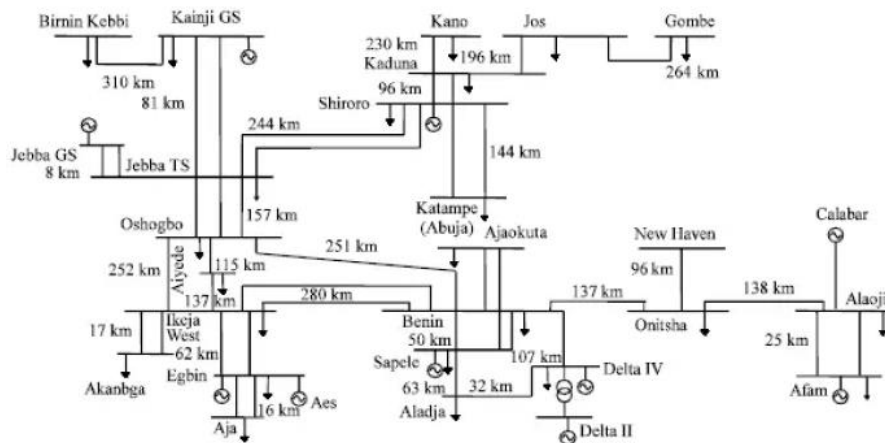 Birnin Kebbi
Kainji GS
Kano
Jos
Gombe
230 km
196 km
Kaduna
264 km
310 km
81 km
96 km
Shiroro
244 km
144 km
Jebba GS
8 km
Jebba TS
157 km
Katampe
(Abuja)
Oshogbo
Ajaokuta
New Haven
Calabar
252 km
Aiyede
115 km
251 km
96 km
137 km
280 km
137 km
138 km
Alaoji
17 km
Ikeja
West
Benin
Onitsha
62 km
50 km
25 km
Akanbga
Sapele
107 km
Egbin
Delta IV
Afam
63 km
32 km
16 km
Aes
Aladja
Aja
Delta II